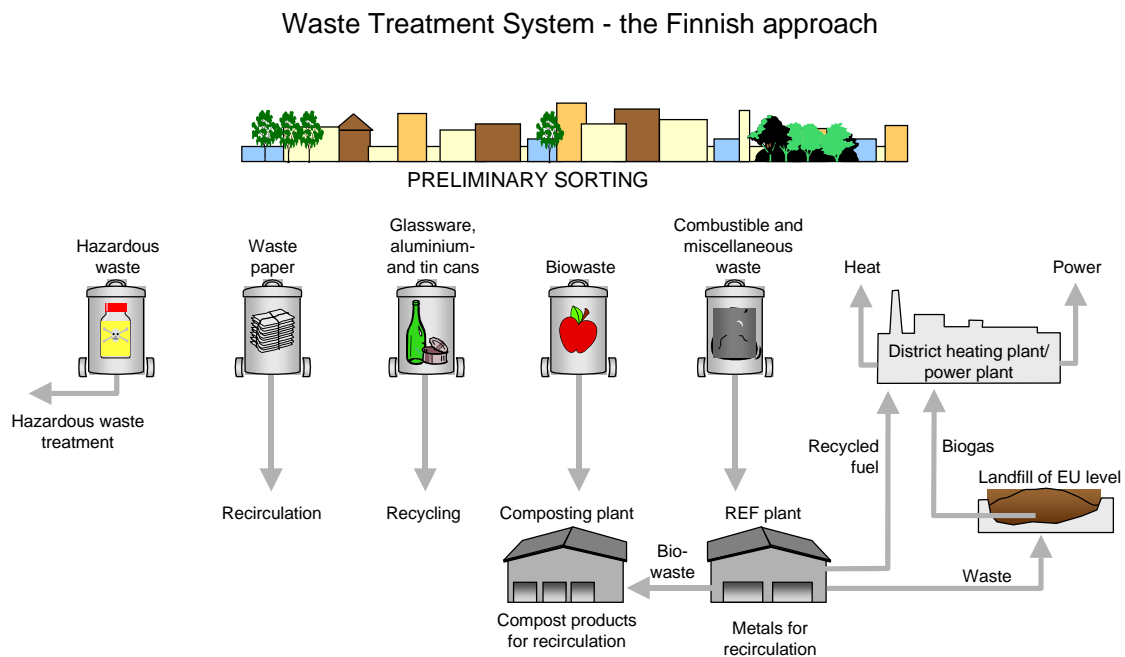 Waste Treatment System - the Finnish approach
PRELIMINARY SORTING
Hazardous
waste
Waste
paper
Glassware,
aluminium-
and tin cans
Biowaste
Combustible and
miscellaneous
waste
Heat
Power
District heating plant/
power plant
Hazardous waste
treatment
Recycled
fuel
Biogas
Landfill of EU level
Recirculation
Recycling
Composting plant
REF plant
Bio-
waste
Waste
Compost products
for recirculation
Metals for
recirculation